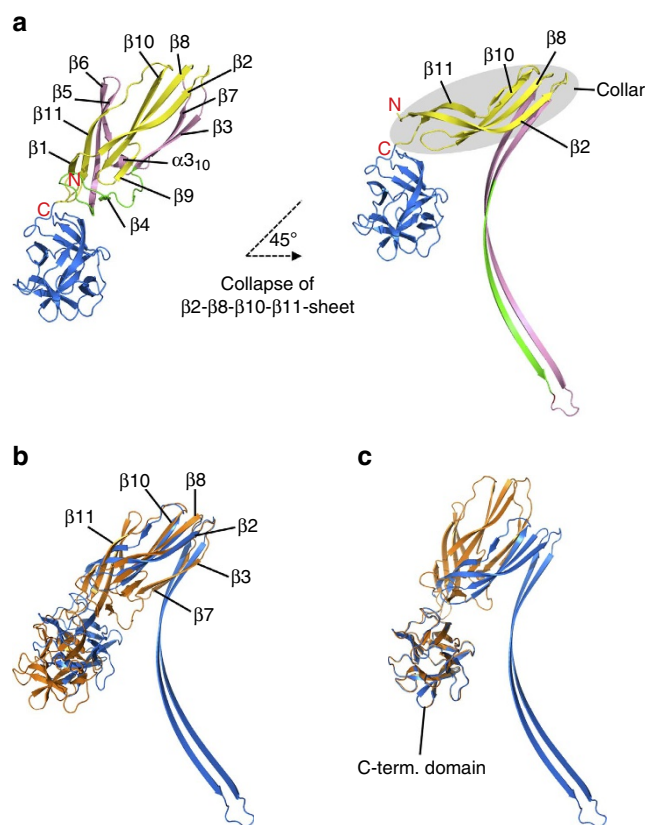 a
β10
β8
β6
β2
β5
β7
β11
β3
β1
α3₁₀
N
β9
C
β4
45°
Collapse of
β2-β8-β10-β11-sheet
β8
β10
β11
Collar
N
β2
C
b
β10
β8
β11
β2
β3
β7
c
C-term. domain